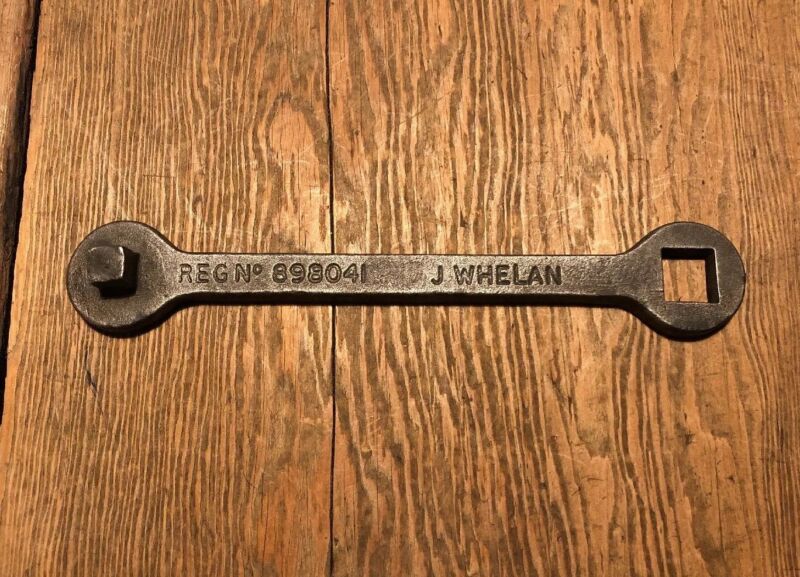 REG Nº 898041 J WHELAN